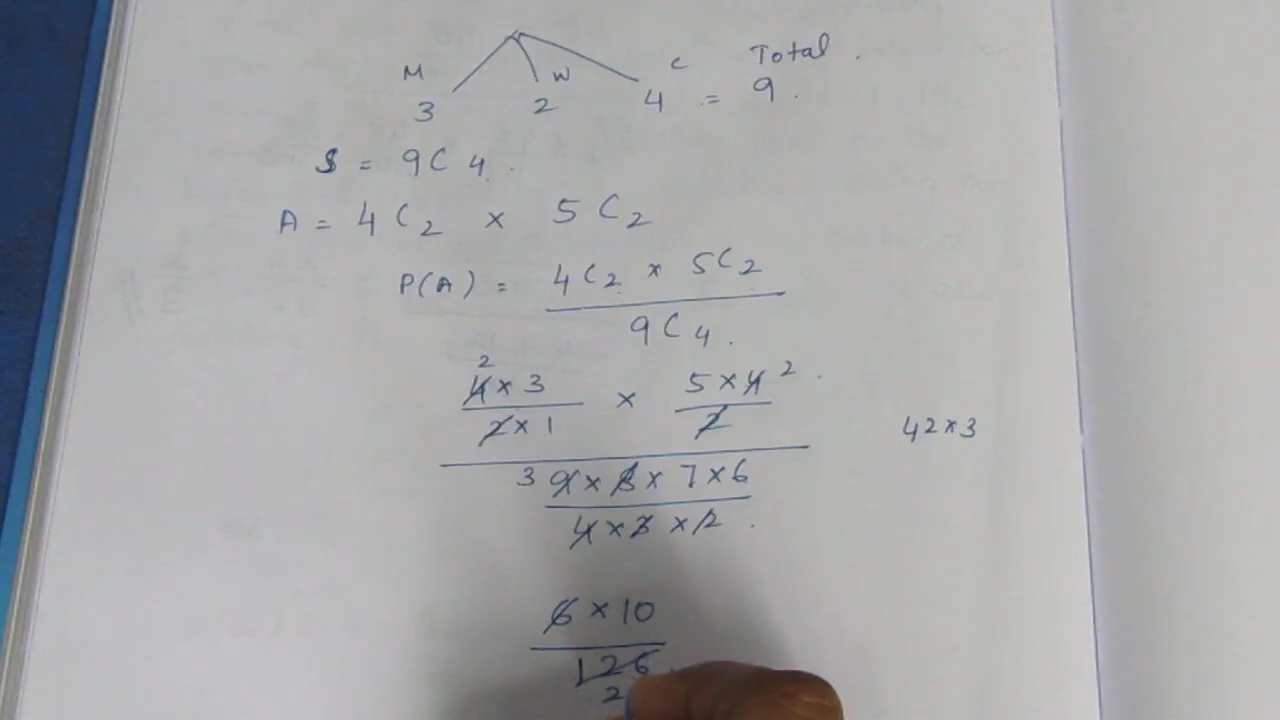 M W C Total .
3 2 4 = 9 .
S = 9C4 .
A = 4C2 × 5C2
P(A) = 4C2 × 5C2
9C4 .
2
4×3 × 5×4 2 .
2×1 2
42×3
3 9×8×7×6
4×3×2 .
6×10
126
2